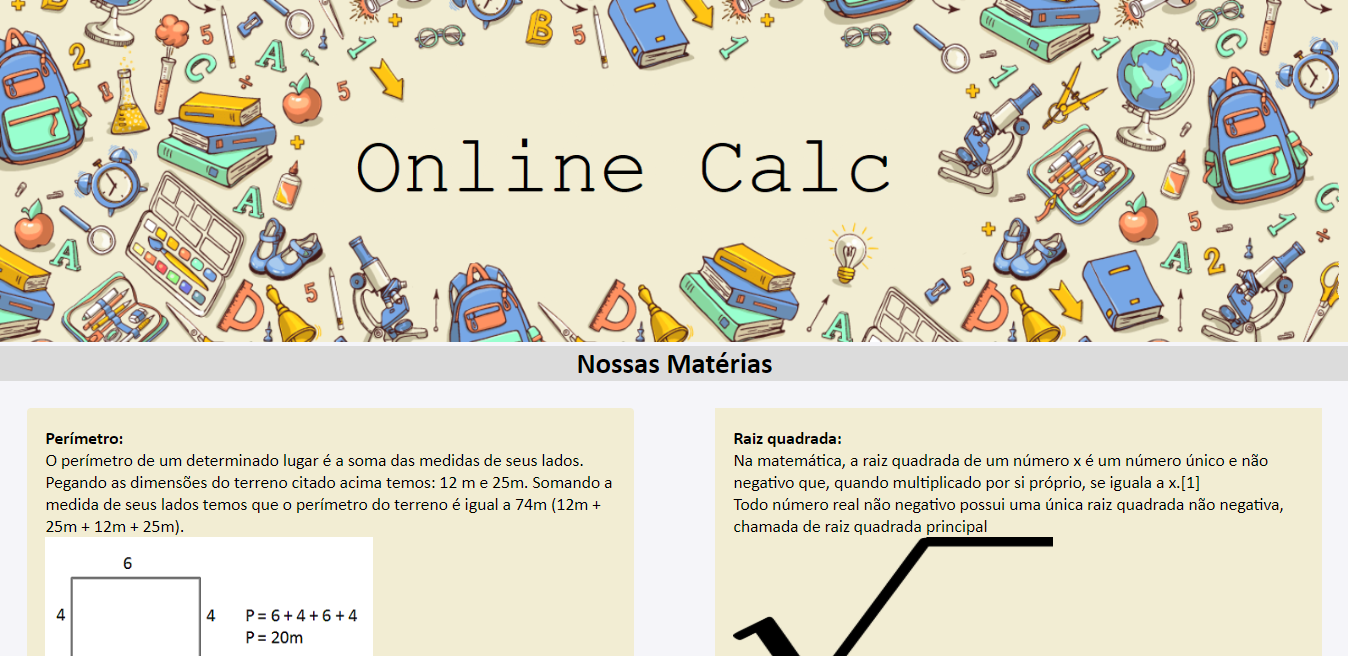 Online Calc
Nossas Matérias
Perímetro:
O perímetro de um determinado lugar é a soma das medidas de seus lados.
Pegando as dimensões do terreno citado acima temos: 12 m e 25m. Somando a
medida de seus lados temos que o perímetro do terreno é igual a 74m (12m +
25m + 12m + 25m).
6
4
4
P = 6 + 4 + 6 + 4
P = 20m
Raiz quadrada:
Na matemática, a raiz quadrada de um número x é um número único e não
negativo que, quando multiplicado por si próprio, se iguala a x.[1]
Todo número real não negativo possui uma única raiz quadrada não negativa,
chamada de raiz quadrada principal